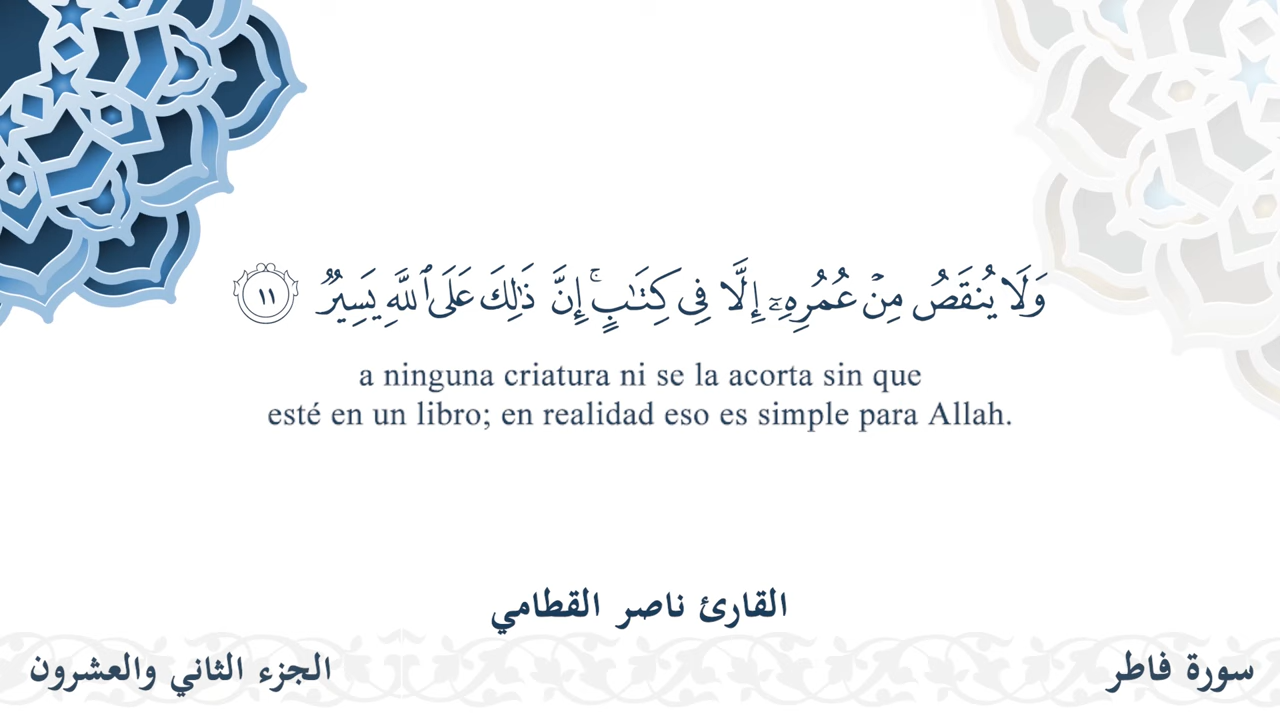 وَلَا يُنقَصُ مِنۡ عُمُرِهِۦٓ إِلَّا فِي كِتَٰبٍۚ إِنَّ ذَٰلِكَ عَلَى ٱللَّهِ يَسِيرٞ ١١
a ninguna criatura ni se la acorta sin que
esté en un libro; en realidad eso es simple para Allah.
القارئ ناصر القطامي
سورة فاطر
الجزء الثاني والعشرون